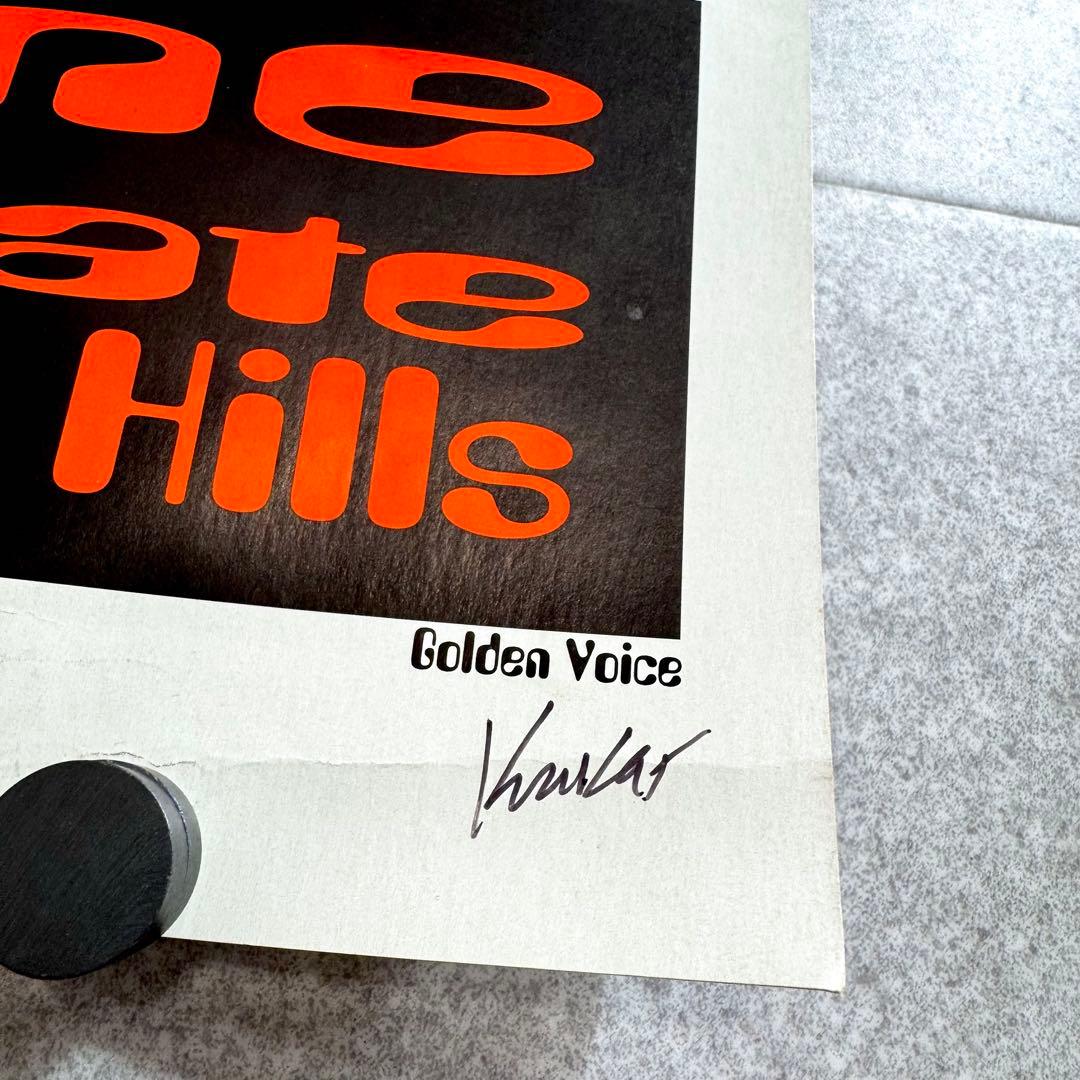 ne
ate
Hills
Golden Voice